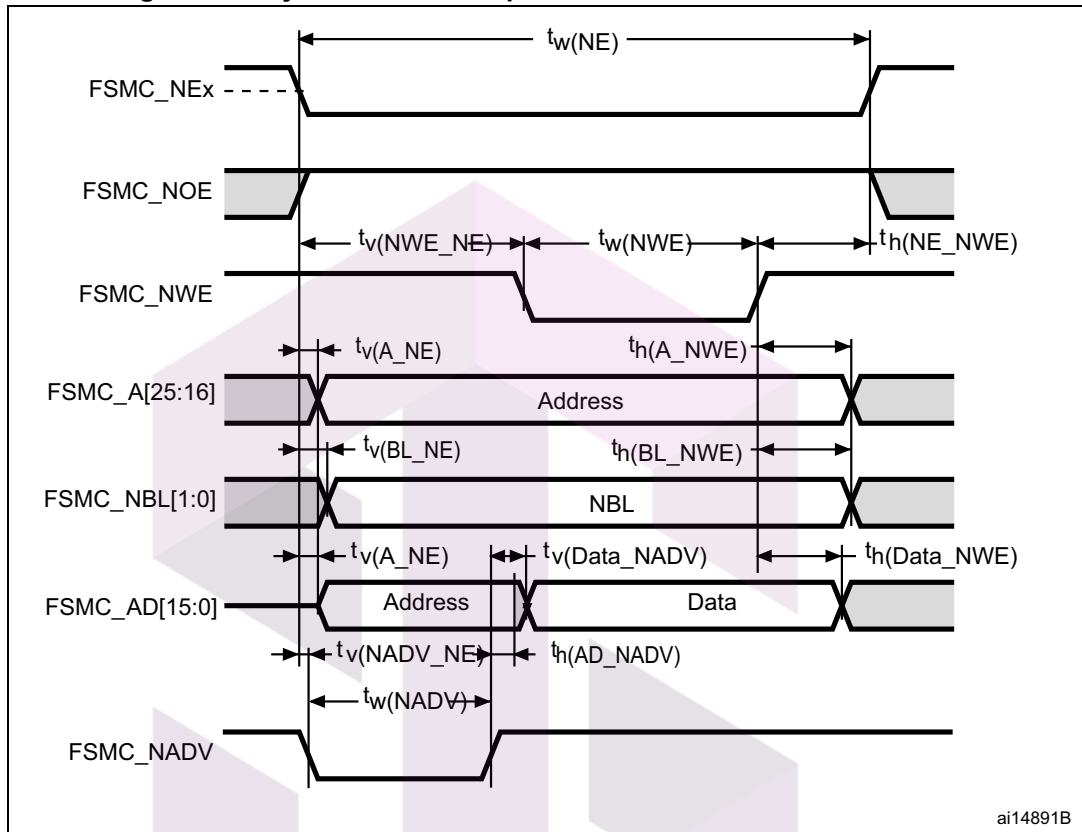 tw(NE)
FSMC_NEx
FSMC_NOE
tv(NWE_NE)
tw(NWE)
th(NE_NWE)
FSMC_NWE
tv(A_NE)
th(A_NWE)
FSMC_A[25:16]
Address
tv(BL_NE)
th(BL_NWE)
FSMC_NBL[1:0]
NBL
tv(A_NE)
tv(Data_NADV)
th(Data_NWE)
FSMC_AD[15:0]
Address
Data
tv(NADV_NE)
th(AD_NADV)
tw(NADV)
FSMC_NADV
ai14891B